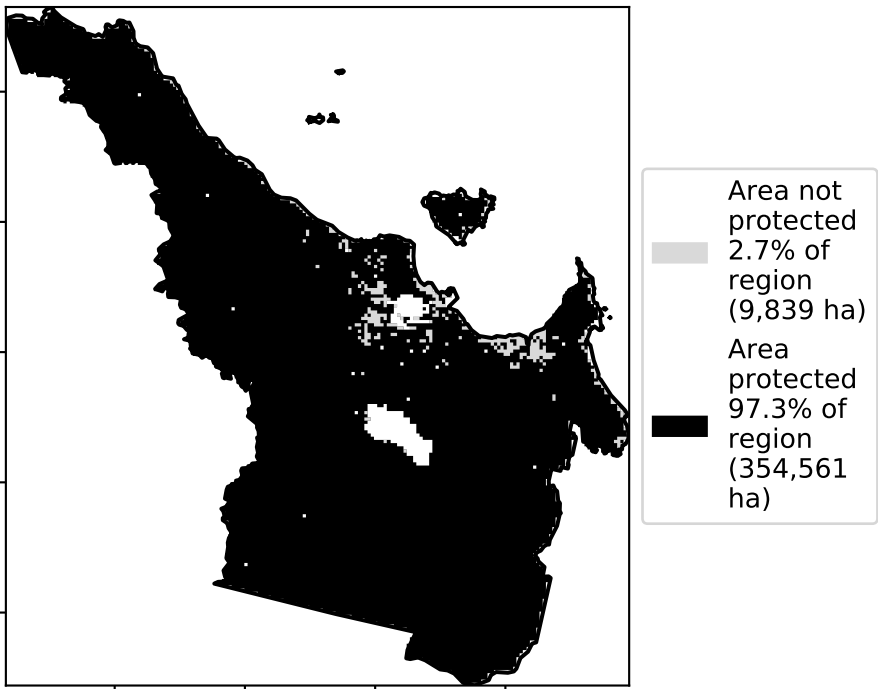 Area not
protected
2.7% of
region
(9,839 ha)
Area
protected
97.3% of
region
(354,561
ha)